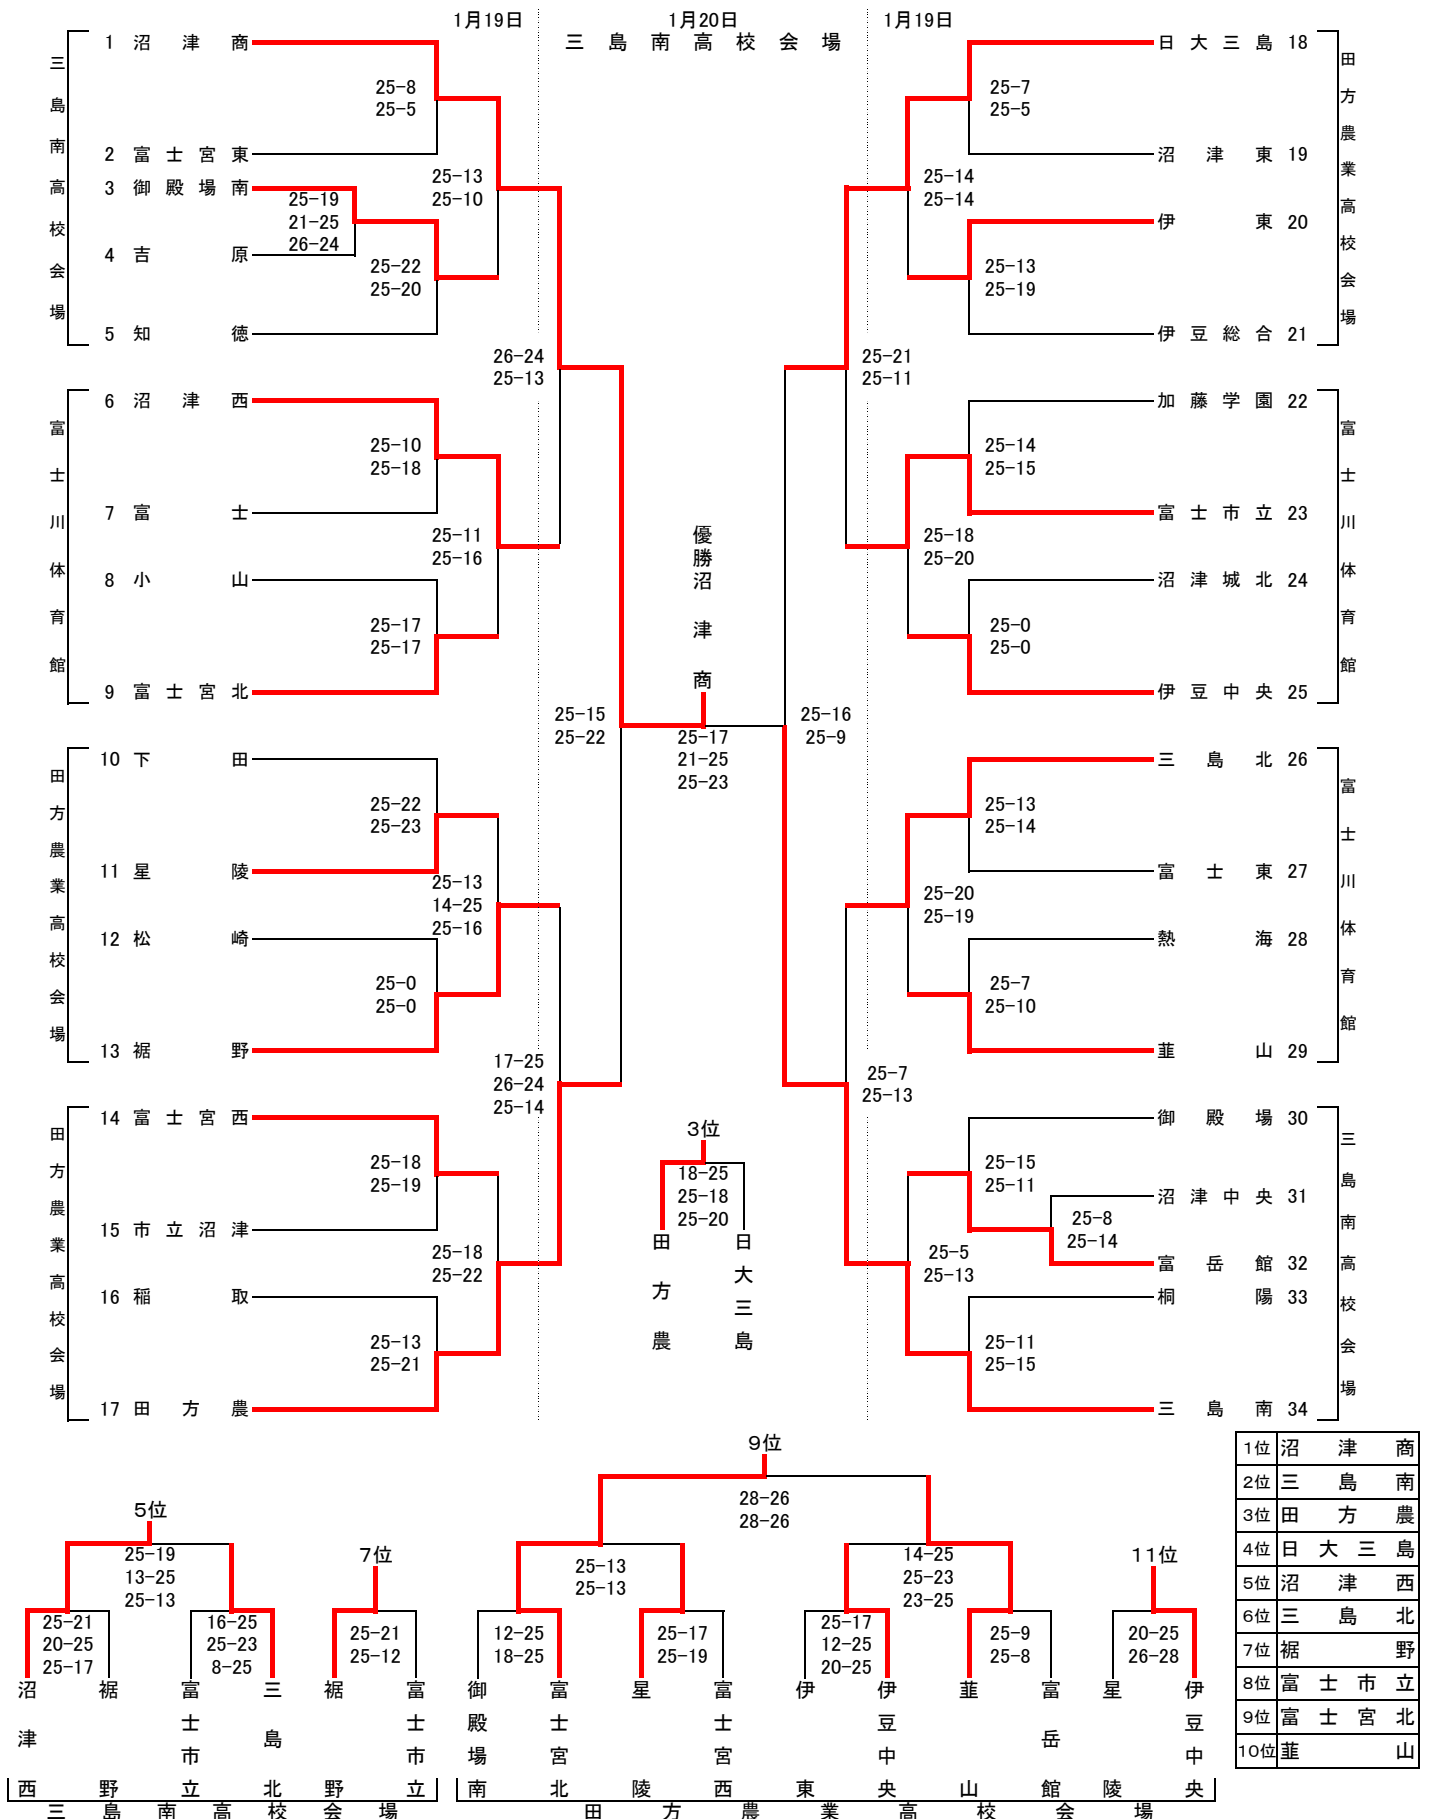 1月19日
1月20日
1月19日
三島南高校会場
三島南高校会場
1 沼津商
25-8
25-5
2 富士宮東
25-13
25-10
3 御殿場南
25-19
21-25
26-24
4 吉原
25-22
25-20
5 知徳
26-24
25-13
富士川体育館
6 沼津西
25-10
25-18
7 富士
25-11
25-16
8 小山
25-17
25-17
9 富士宮北
25-15
25-22
田方農業高校会場
10 下田
25-22
25-23
11 星陵
25-13
14-25
25-16
12 松崎
25-0
25-0
13 裾野
17-25
26-24
25-14
田方農業高校会場
14 富士宮西
25-18
25-19
15 市立沼津
25-18
25-22
16 稲取
25-13
25-21
17 田方農
優勝沼津商
25-17
21-25
25-23
3位
18-25
25-18
25-20
田方農
日大三島
田方農業高校会場
日大三島 18
25-7
25-5
沼津東 19
25-14
25-14
伊東 20
25-13
25-19
伊豆総合 21
25-21
25-11
富士川体育館
加藤学園 22
25-14
25-15
富士市立 23
25-18
25-20
沼津城北 24
25-0
25-0
伊豆中央 25
25-16
25-9
富士川体育館
三島北 26
25-13
25-14
富士東 27
25-20
25-19
熱海 28
25-7
25-10
韮山 29
25-7
25-13
三島南高校会場
御殿場 30
25-15
25-11
沼津中央 31
25-8
25-14
富岳館 32
25-5
25-13
桐陽 33
25-11
25-15
三島南 34
5位
25-19
13-25
25-13
25-21
20-25
25-17
16-25
25-23
8-25
沼津西
裾野
富士市立
三島北
7位
25-21
25-12
裾野
富士市立
三島南高校会場
9位
28-26
28-26
25-13
25-13
14-25
25-23
23-25
12-25
18-25
25-17
25-19
25-17
12-25
20-25
25-9
25-8
御殿場南
富士宮北
星陵
富士宮西
伊東
伊豆中央
韮山
富岳館
11位
20-25
26-28
星陵
伊豆中央
田方農業高校会場
1位 沼津商
2位 三島南
3位 田方農
4位 日大三島
5位 沼津西
6位 三島北
7位 裾野
8位 富士市立
9位 富士宮北
10位 韮山